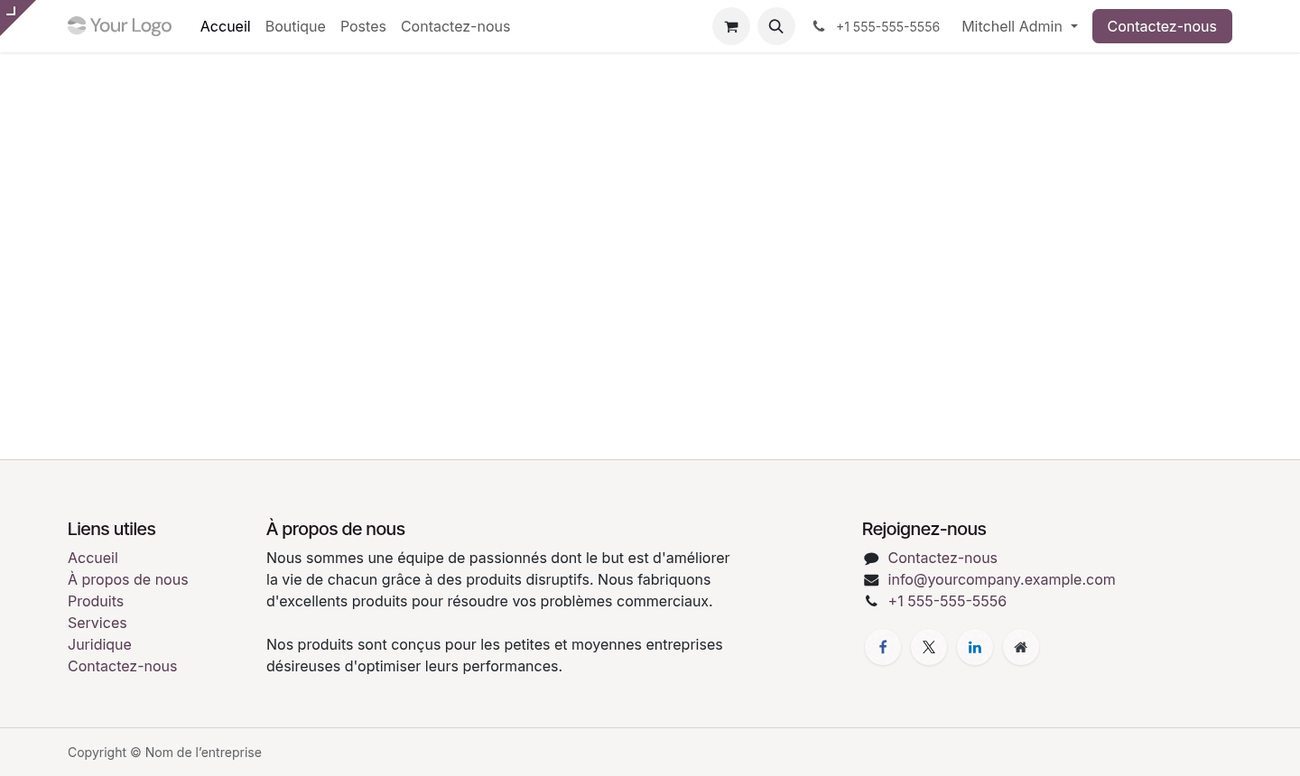 Your Logo
Accueil Boutique Postes Contactez-nous
+1 555-555-5556
Mitchell Admin
Contactez-nous
Liens utiles
Accueil
À propos de nous
Produits
Services
Juridique
Contactez-nous
À propos de nous
Nous sommes une équipe de passionnés dont le but est d'améliorer
la vie de chacun grâce à des produits disruptifs. Nous fabriquons
d'excellents produits pour résoudre vos problèmes commerciaux.
Nos produits sont conçus pour les petites et moyennes entreprises
désireuses d'optimiser leurs performances.
Rejoignez-nous
Contactez-nous
info@yourcompany.example.com
+1 555-555-5556
Copyright © Nom de l’entreprise